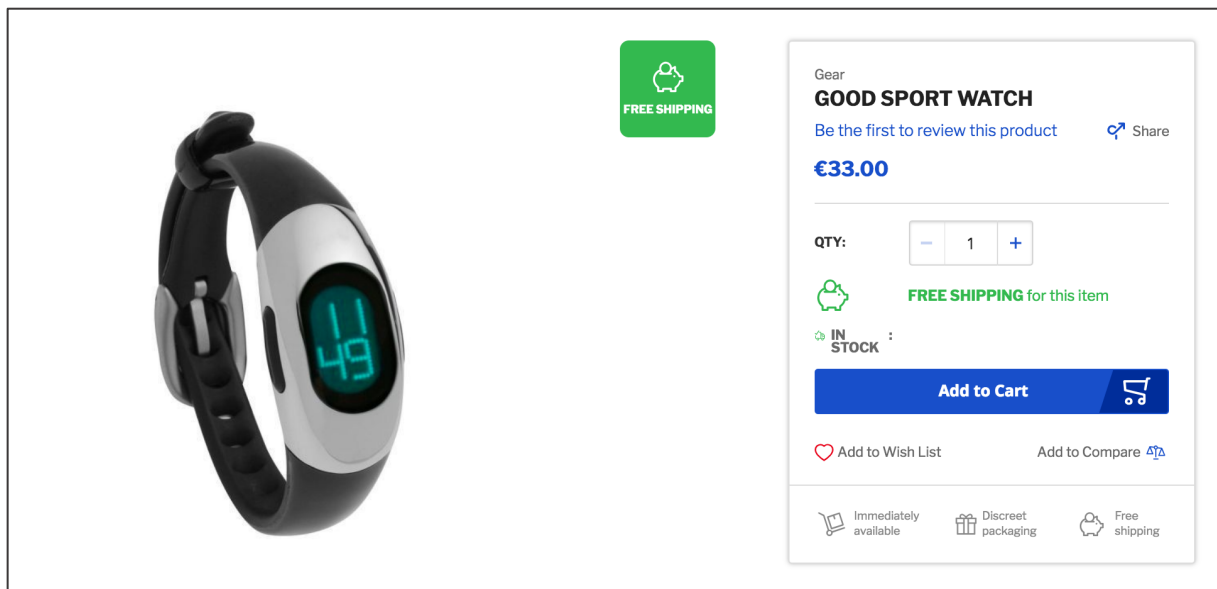 11
49
FREE SHIPPING
Gear
GOOD SPORT WATCH
Be the first to review this product
Share
€33.00
QTY:
1
FREE SHIPPING for this item
IN STOCK :
Add to Cart
Add to Wish List
Add to Compare
Immediately
available
Discreet
packaging
Free
shipping